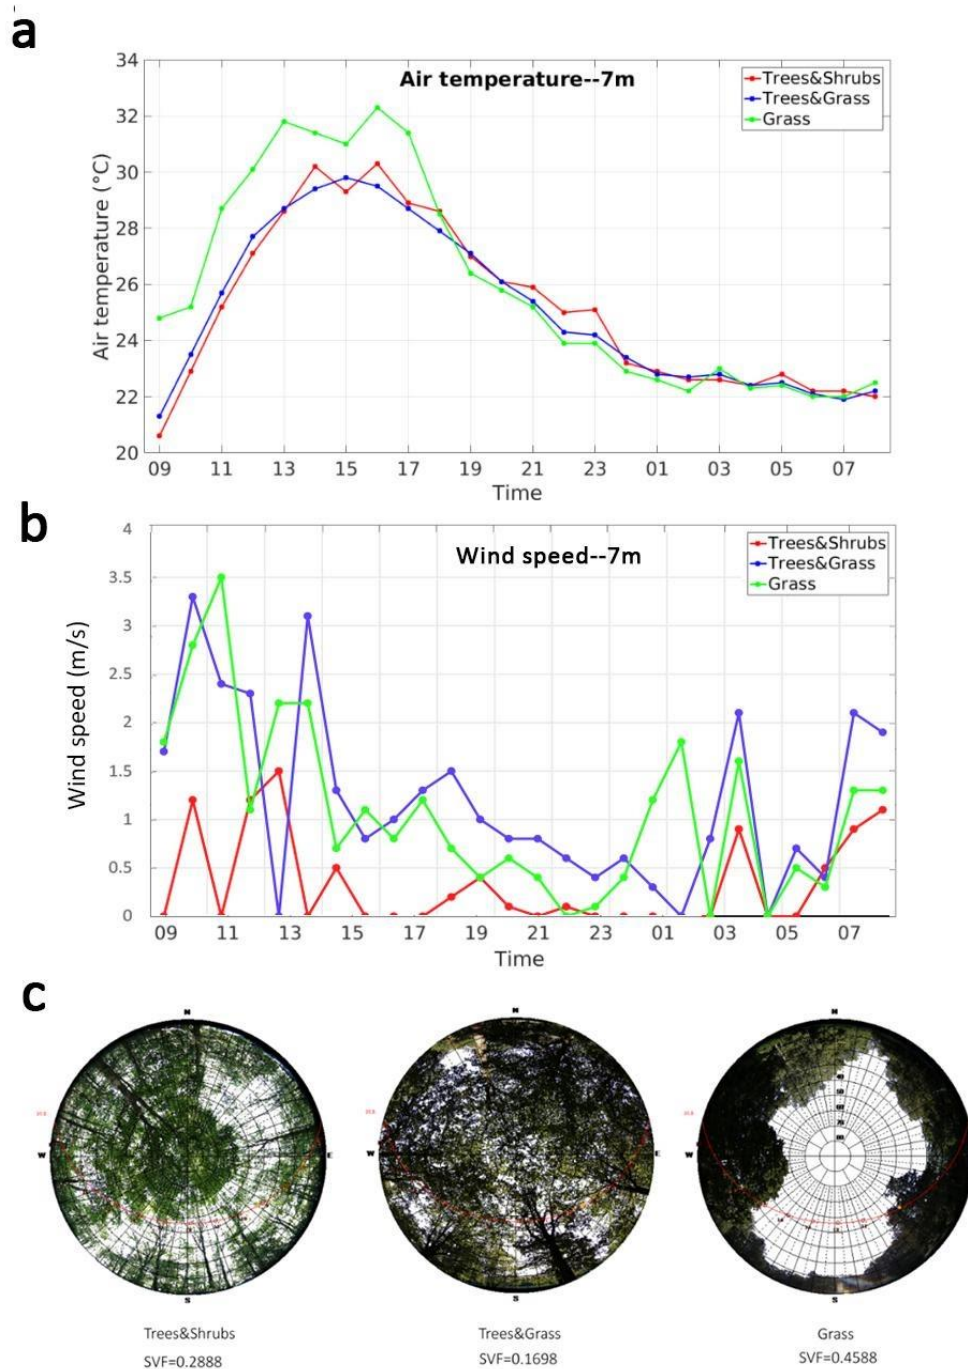 a
Air temperature--7m
Trees&Shrubs
Trees&Grass
Grass
Air temperature (°C)
34
32
30
28
26
24
22
20
09 11 13 15 17 19 21 23 01 03 05 07
Time
b
Wind speed--7m
Trees&Shrubs
Trees&Grass
Grass
Wind speed (m/s)
4
3.5
3
2.5
2
1.5
1
0.5
0
09 11 13 15 17 19 21 23 01 03 05 07
Time
c
N N N
W E W E W
S S S
Trees&Shrubs Trees&Grass Grass
SVF=0.2888 SVF=0.1698 SVF=0.4588